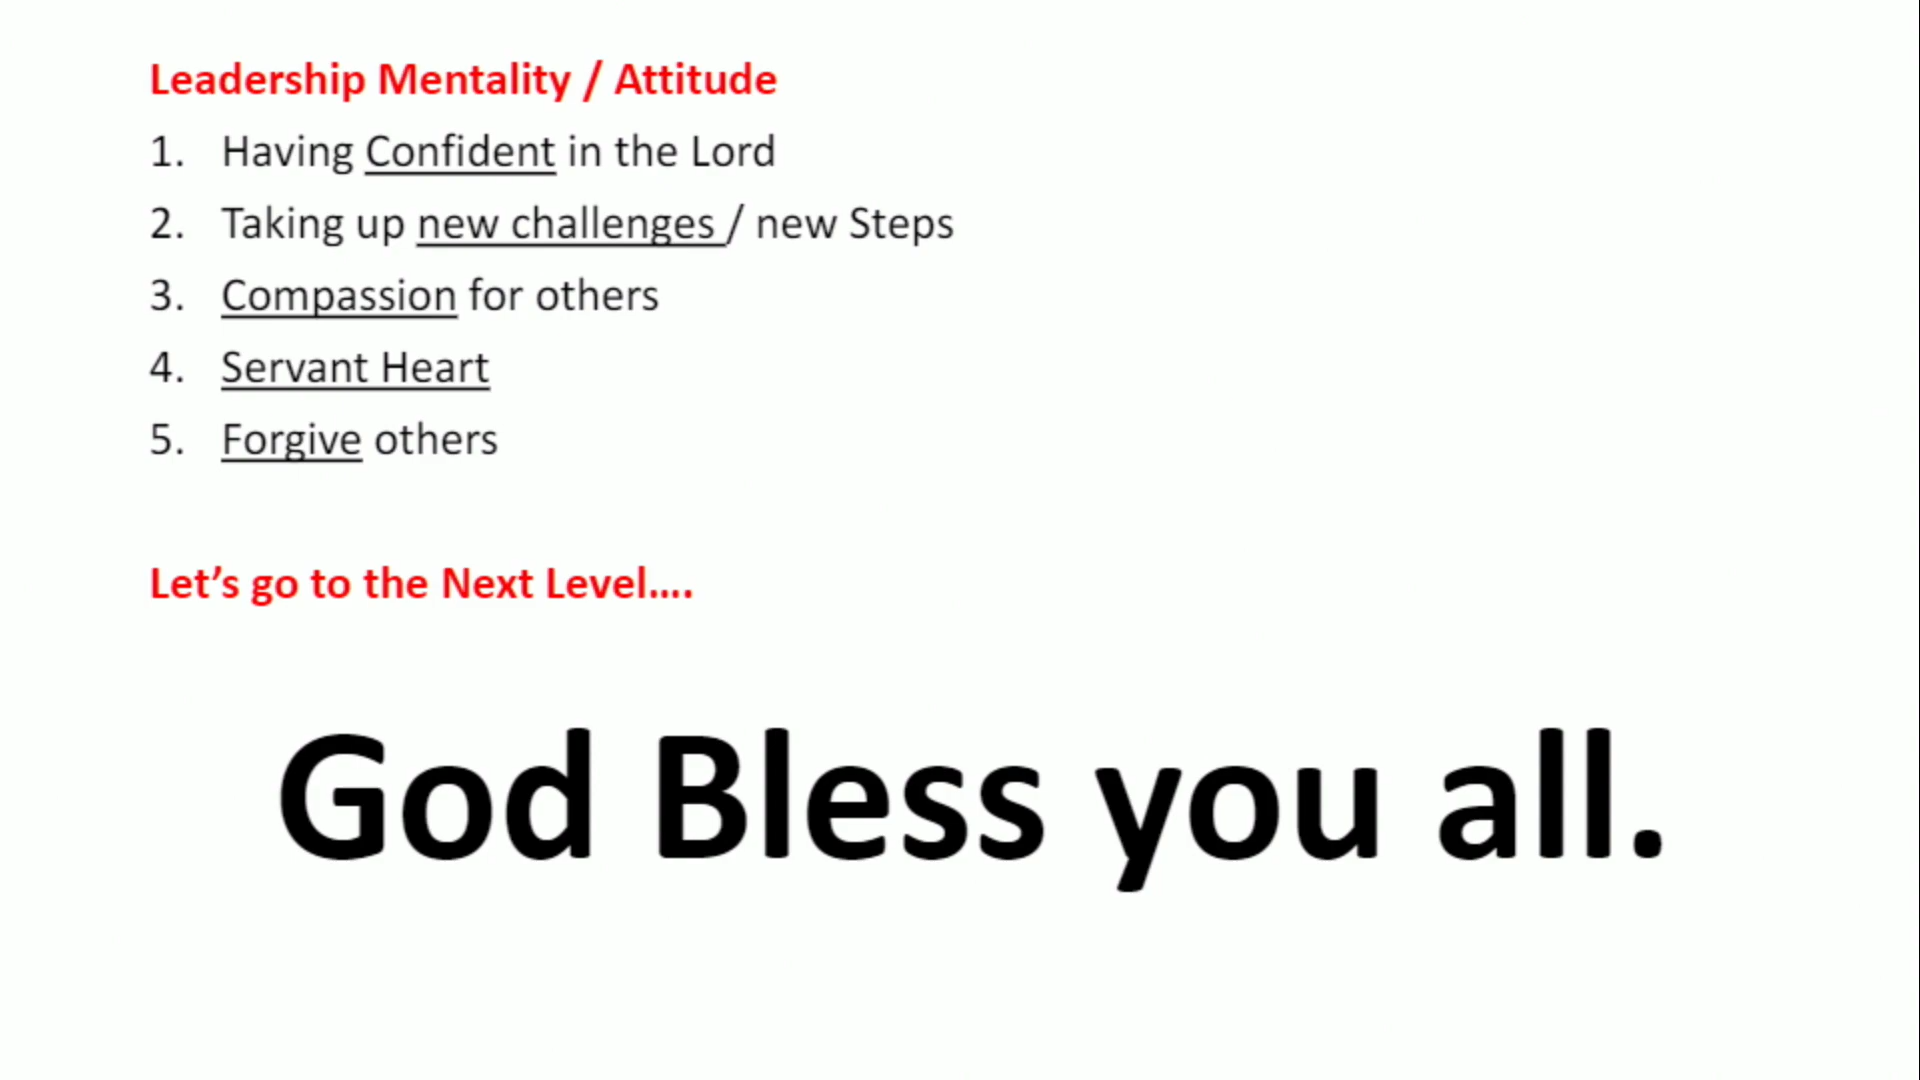 Leadership Mentality / Attitude
1. Having Confident in the Lord
2. Taking up new challenges / new Steps
3. Compassion for others
4. Servant Heart
5. Forgive others
Let’s go to the Next Level....
God Bless you all.